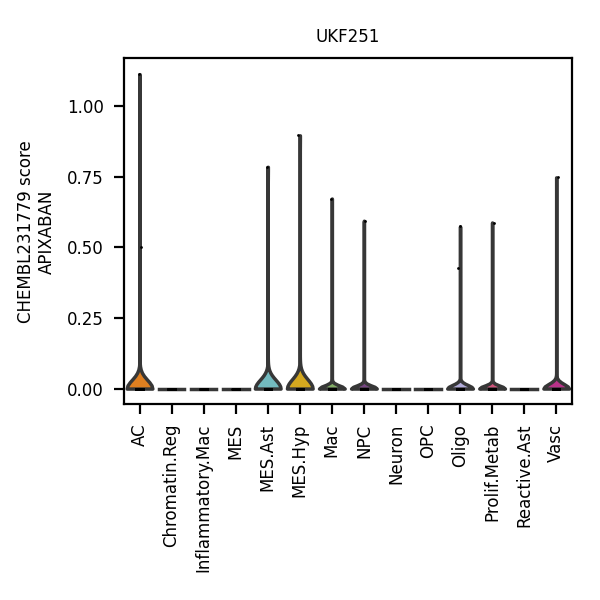 UKF251
CHEMBL231779 score
APIXABAN
1.00
0.75
0.50
0.25
0.00
AC
Chromatin.Reg
Inflammatory.Mac
MES
MES.Ast
MES.Hyp
Mac
NPC
Neuron
OPC
Oligo
Prolif.Metab
Reactive.Ast
Vasc